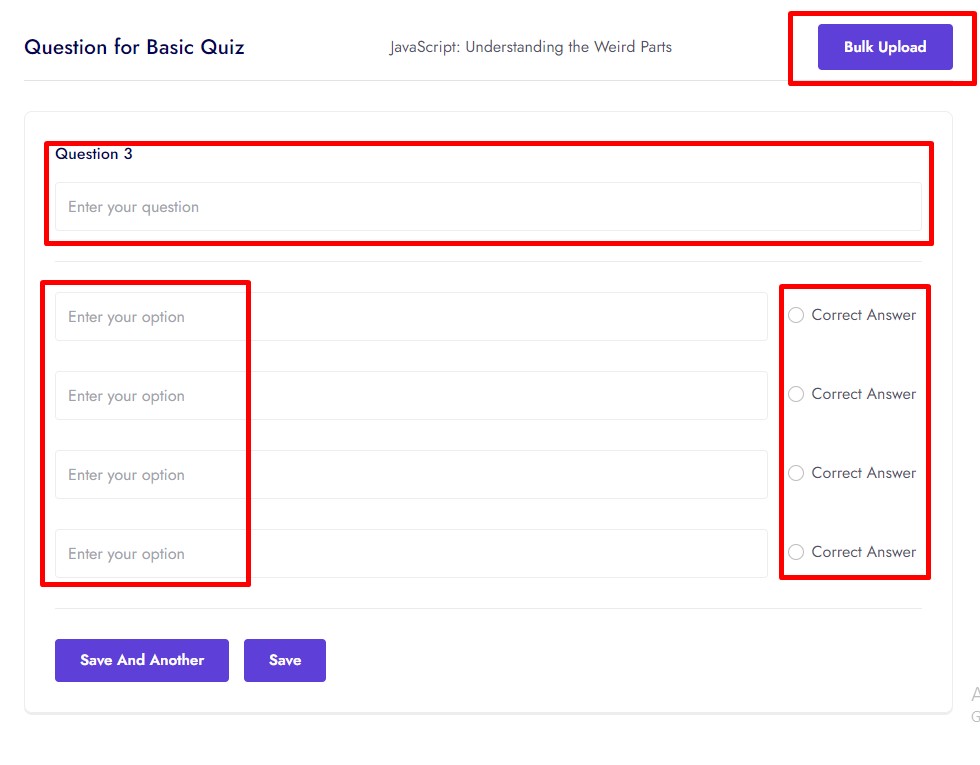 Question for Basic Quiz
JavaScript: Understanding the Weird Parts
Bulk Upload
Question 3
Enter your question
Enter your option
Correct Answer
Enter your option
Correct Answer
Enter your option
Correct Answer
Enter your option
Correct Answer
Save And Another
Save